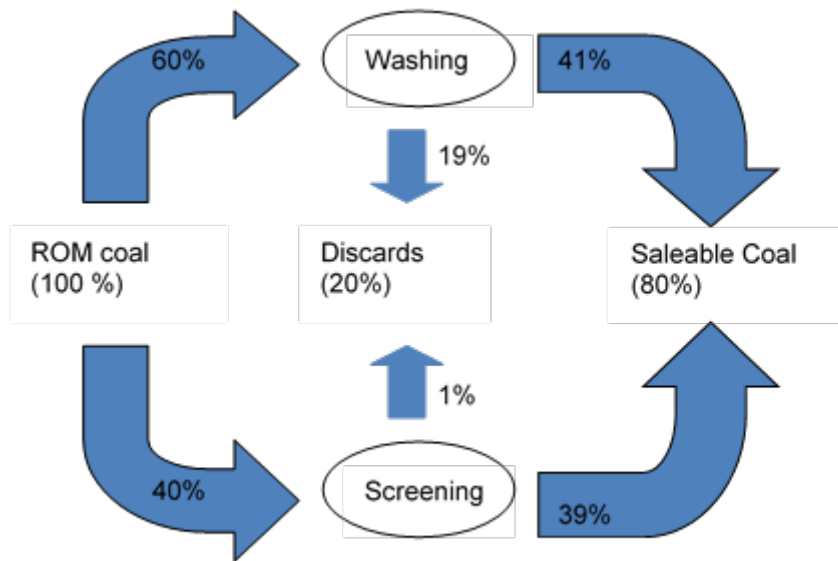 60%
Washing
41%
19%
ROM coal
(100 %)
Discards
(20%)
Saleable Coal
(80%)
1%
40%
Screening
39%